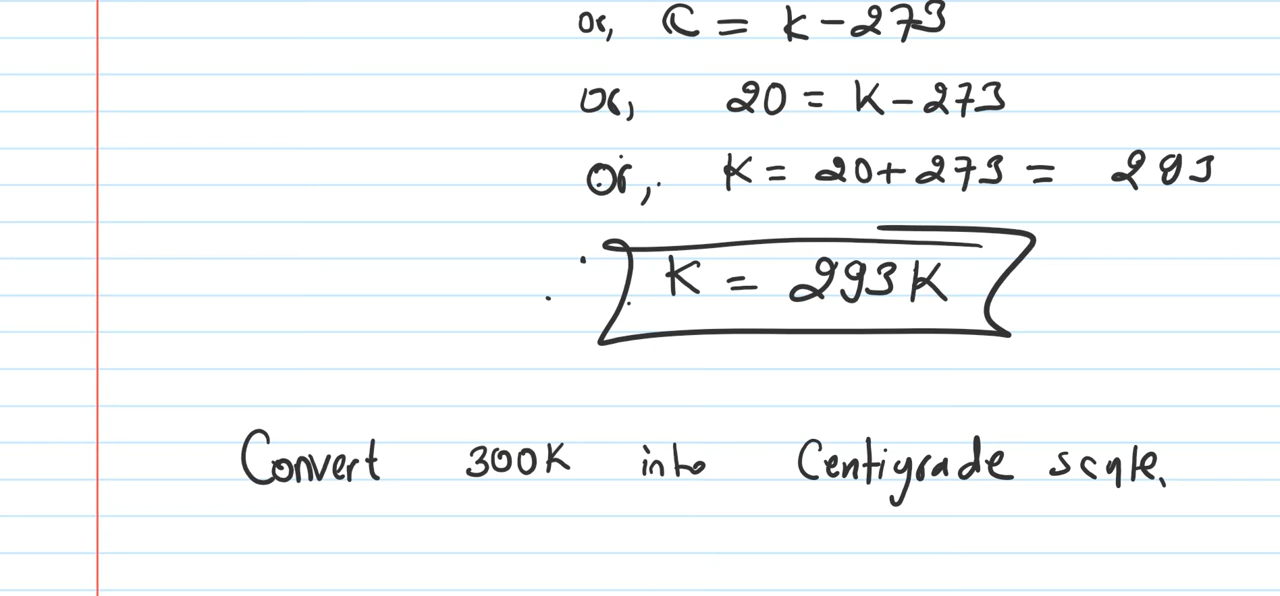 or, C = K - 273
or, 20 = K - 273
or, K = 20 + 273 = 293
K = 293 K
Convert 300K into Centigrade scale.